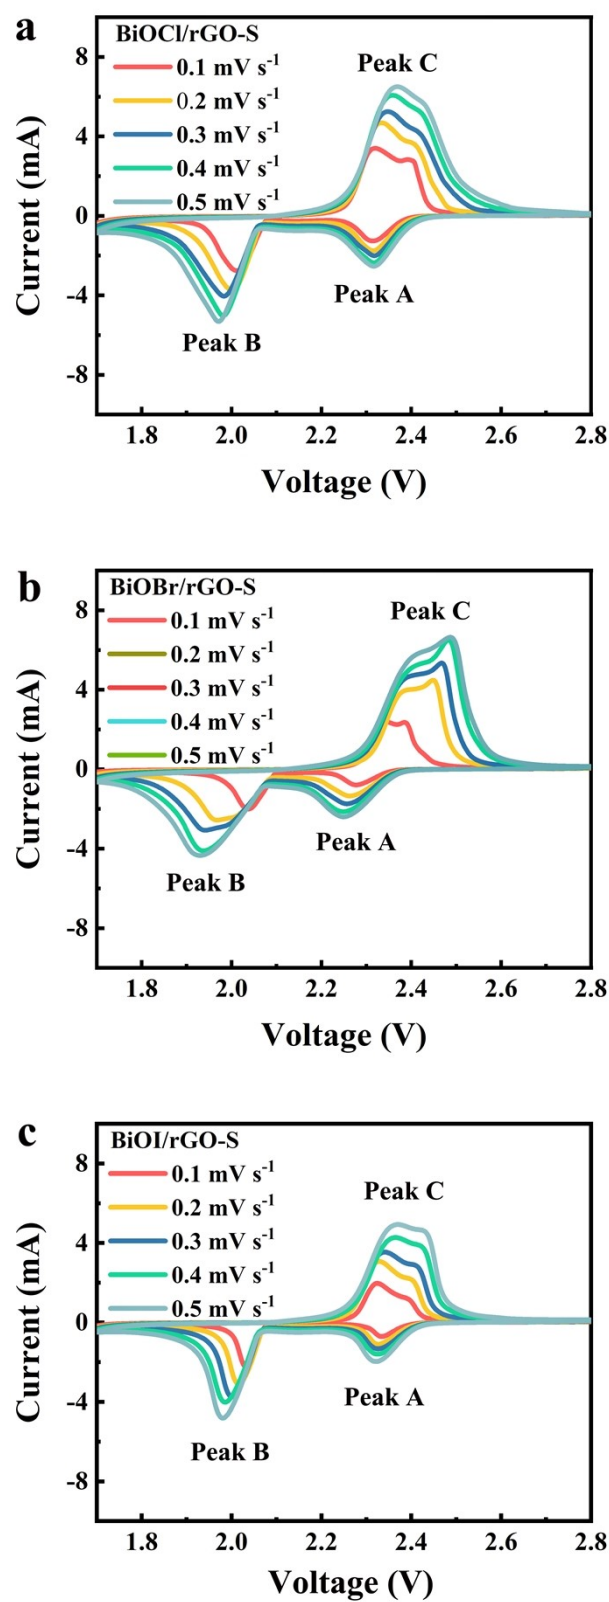 a
BiOCl/rGO-S
0.1 mV s⁻¹
0.2 mV s⁻¹
0.3 mV s⁻¹
0.4 mV s⁻¹
0.5 mV s⁻¹
Peak C
Peak A
Peak B
8
4
0
-4
-8
Current (mA)
1.8 2.0 2.2 2.4 2.6 2.8
Voltage (V)
b
BiOBr/rGO-S
0.1 mV s⁻¹
0.2 mV s⁻¹
0.3 mV s⁻¹
0.4 mV s⁻¹
0.5 mV s⁻¹
Peak C
Peak A
Peak B
8
4
0
-4
-8
Current (mA)
1.8 2.0 2.2 2.4 2.6 2.8
Voltage (V)
c
BiOI/rGO-S
0.1 mV s⁻¹
0.2 mV s⁻¹
0.3 mV s⁻¹
0.4 mV s⁻¹
0.5 mV s⁻¹
Peak C
Peak A
Peak B
8
4
0
-4
-8
Current (mA)
1.8 2.0 2.2 2.4 2.6 2.8
Voltage (V)